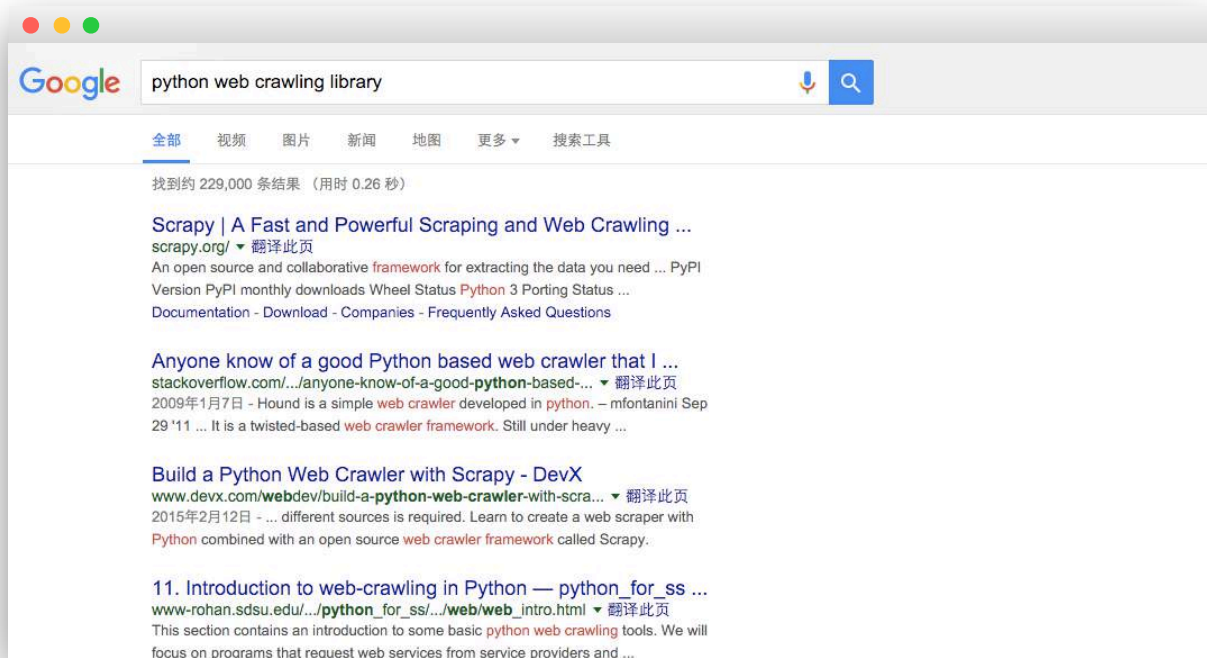 Google python web crawling library
全部 视频 图片 新闻 地图 更多 搜索工具
找到约 229,000 条结果 (用时 0.26 秒)
Scrapy | A Fast and Powerful Scraping and Web Crawling ...
scrapy.org/ 翻译此页
An open source and collaborative framework for extracting the data you need ... PyPI
Version PyPI monthly downloads Wheel Status Python 3 Porting Status ...
Documentation - Download - Companies - Frequently Asked Questions
Anyone know of a good Python based web crawler that I ...
stackoverflow.com/.../anyone-know-of-a-good-python-based-... 翻译此页
2009年1月7日 - Hound is a simple web crawler developed in python. – mfontanini Sep
29 '11 ... It is a twisted-based web crawler framework. Still under heavy ...
Build a Python Web Crawler with Scrapy - DevX
www.devx.com/webdev/build-a-python-web-crawler-with-scra... 翻译此页
2015年2月12日 - ... different sources is required. Learn to create a web scraper with
Python combined with an open source web crawler framework called Scrapy.
11. Introduction to web-crawling in Python — python_for_ss ...
www-rohan.sdsu.edu/.../python_for_ss/.../web/web_intro.html 翻译此页
This section contains an introduction to some basic python web crawling tools. We will
focus on programs that request web services from service providers and ...